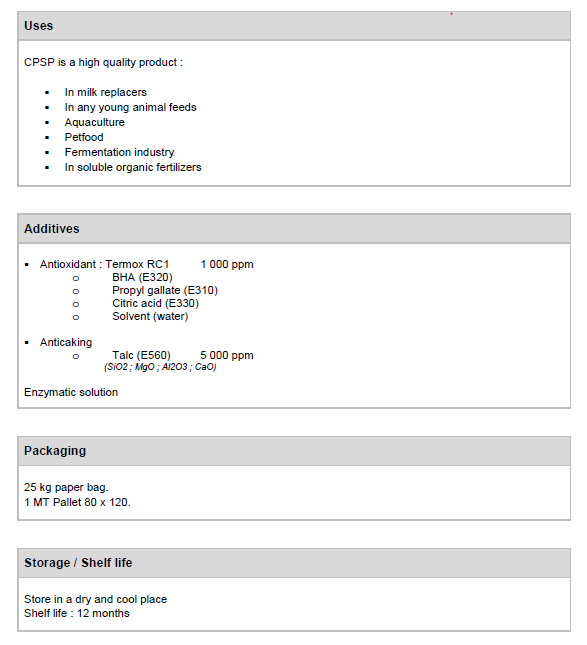 Uses
CPSP is a high quality product :
▪ In milk replacers
▪ In any young animal feeds
▪ Aquaculture
▪ Petfood
▪ Fermentation industry
▪ In soluble organic fertilizers
Additives
▪ Antioxidant : Termox RC1 1 000 ppm
o BHA (E320)
o Propyl gallate (E310)
o Citric acid (E330)
o Solvent (water)
▪ Anticaking
o Talc (E560) 5 000 ppm
(SiO2 ; MgO ; Al2O3 ; CaO)
Enzymatic solution
Packaging
25 kg paper bag.
1 MT Pallet 80 x 120.
Storage / Shelf life
Store in a dry and cool place
Shelf life : 12 months